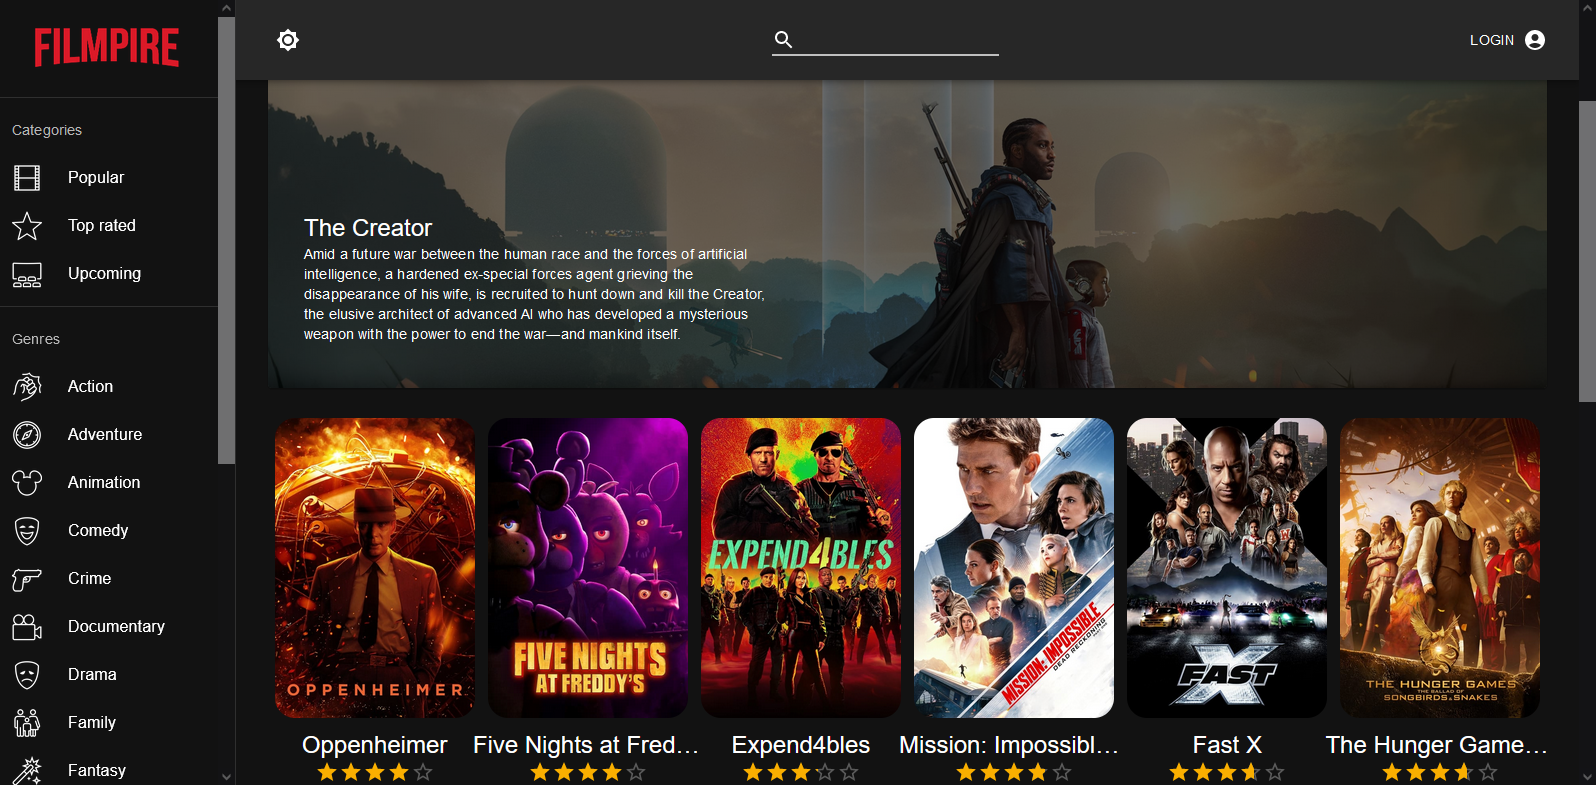 FILMPIRE
LOGIN
Categories
Popular
Top rated
Upcoming
Genres
Action
Adventure
Animation
Comedy
Crime
Documentary
Drama
Family
Fantasy
The Creator
Amid a future war between the human race and the forces of artificial
intelligence, a hardened ex-special forces agent grieving the
disappearance of his wife, is recruited to hunt down and kill the Creator,
the elusive architect of advanced AI who has developed a mysterious
weapon with the power to end the war—and mankind itself.
OPPENHEIMER
FIVE NIGHTS
AT FREDDY'S
EXPEND4BLES
MISSION: IMPOSSIBLE
DEAD RECKONING
FAST X
THE HUNGER GAMES
THE BALLAD OF
SONGBIRDS & SNAKES
Oppenheimer
Five Nights at Fred…
Expend4bles
Mission: Impossibl…
Fast X
The Hunger Game…